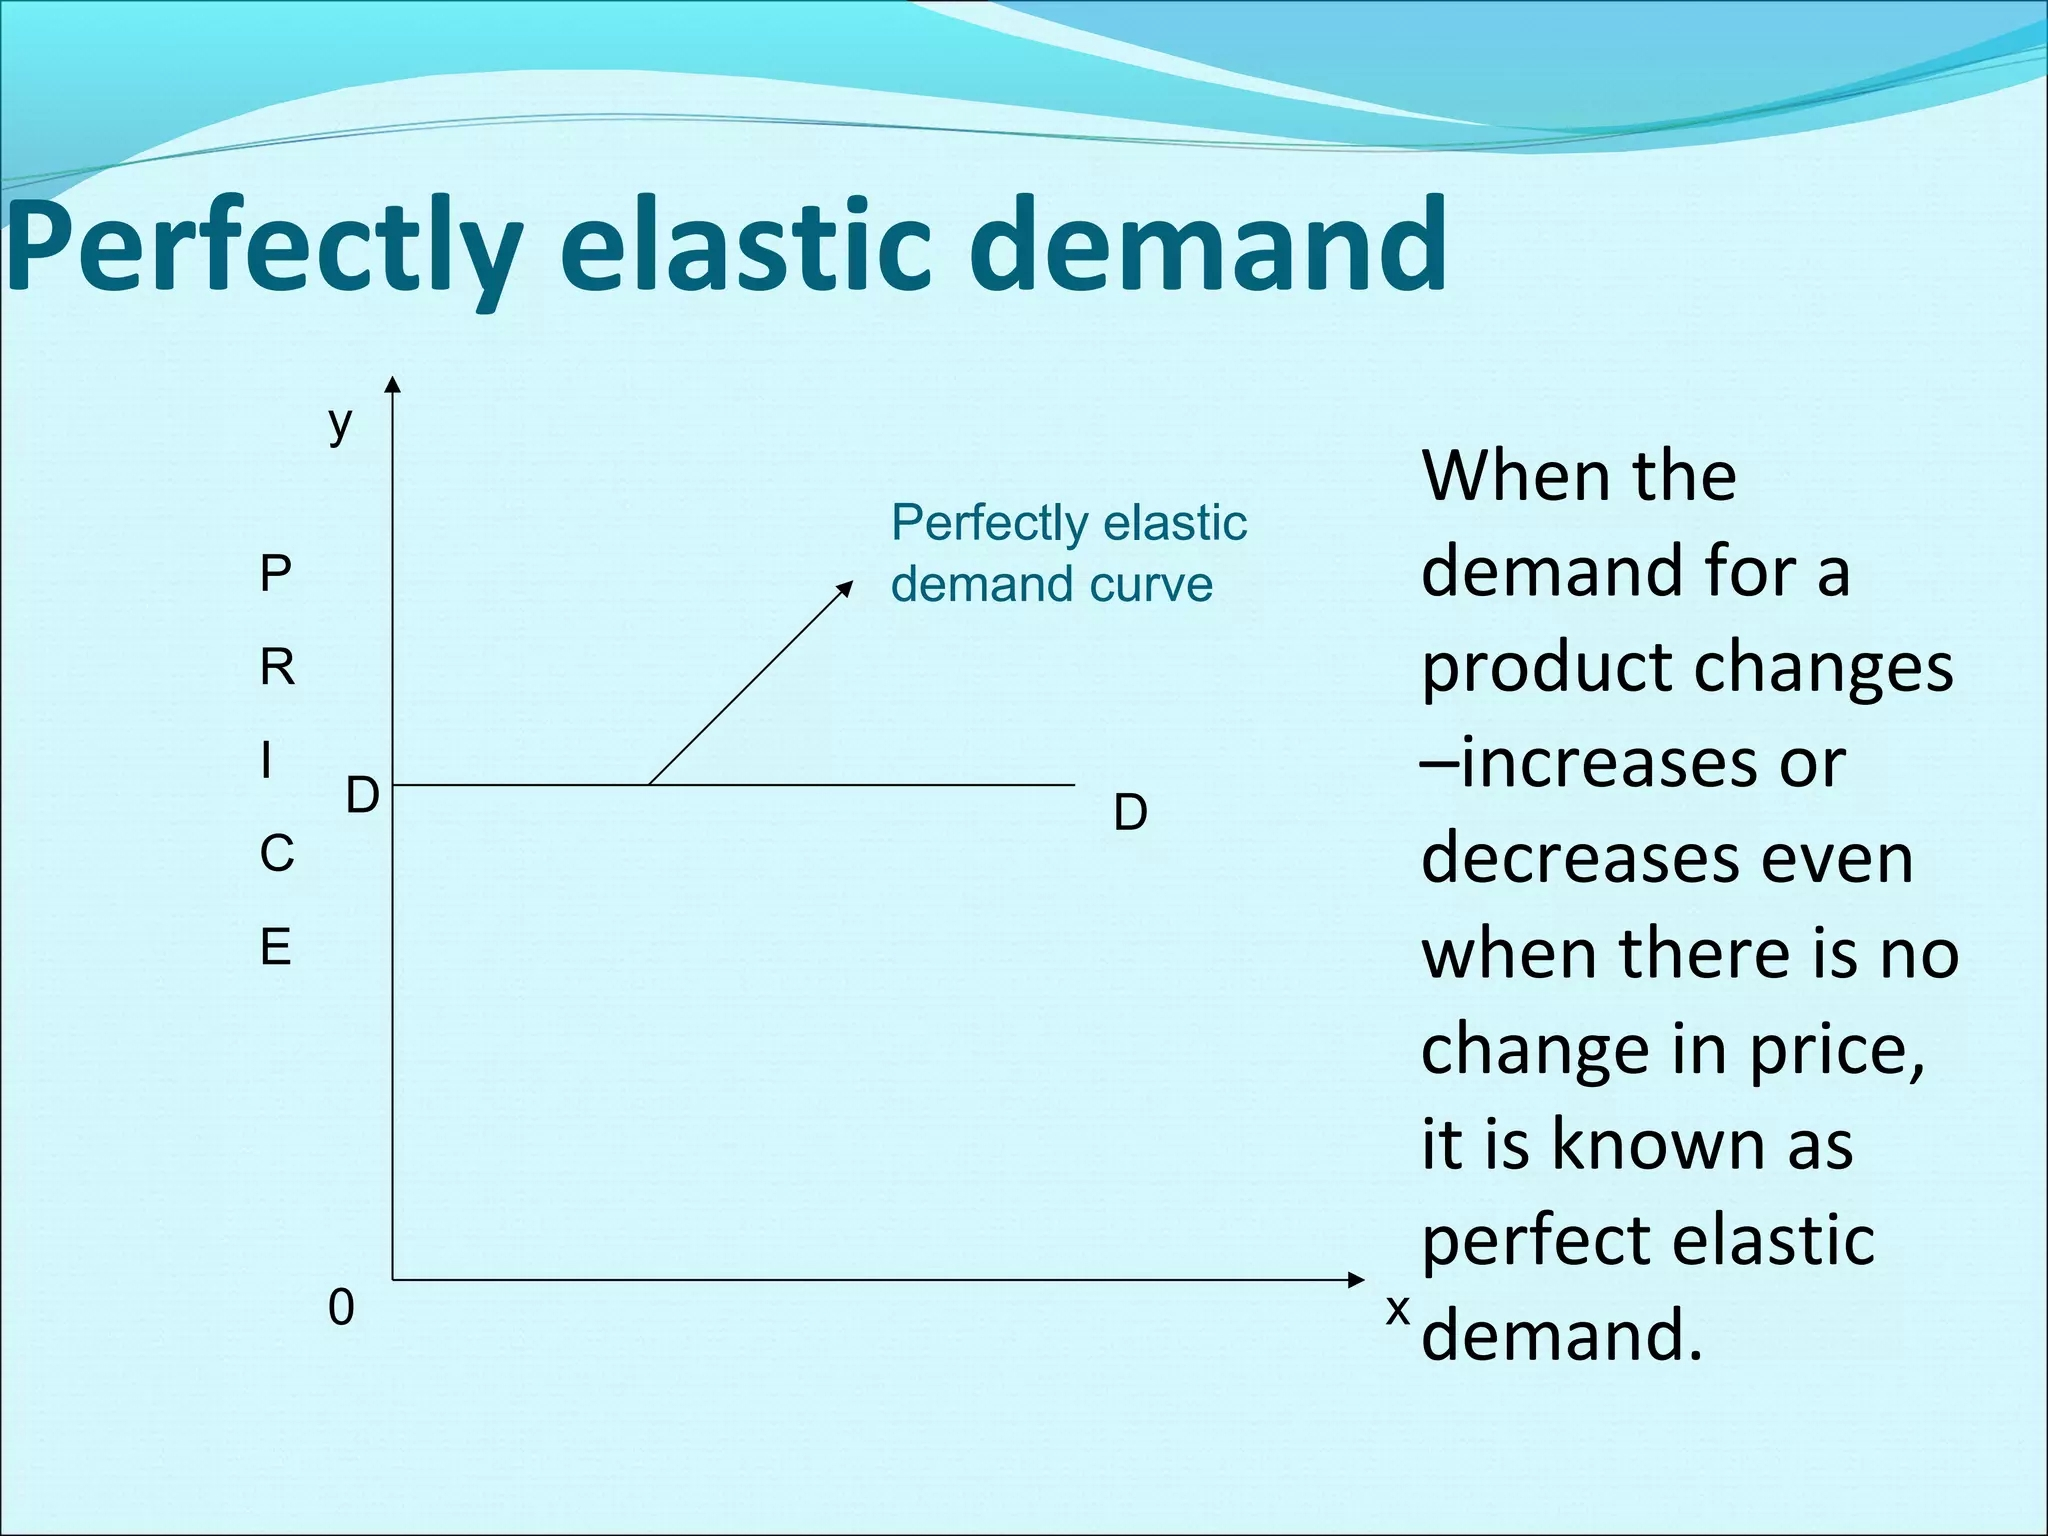 Perfectly elastic demand
y
Perfectly elastic
demand curve
P
R
I
C
E
D
D
0
x
When the
demand for a
product changes
–increases or
decreases even
when there is no
change in price,
it is known as
perfect elastic
demand.